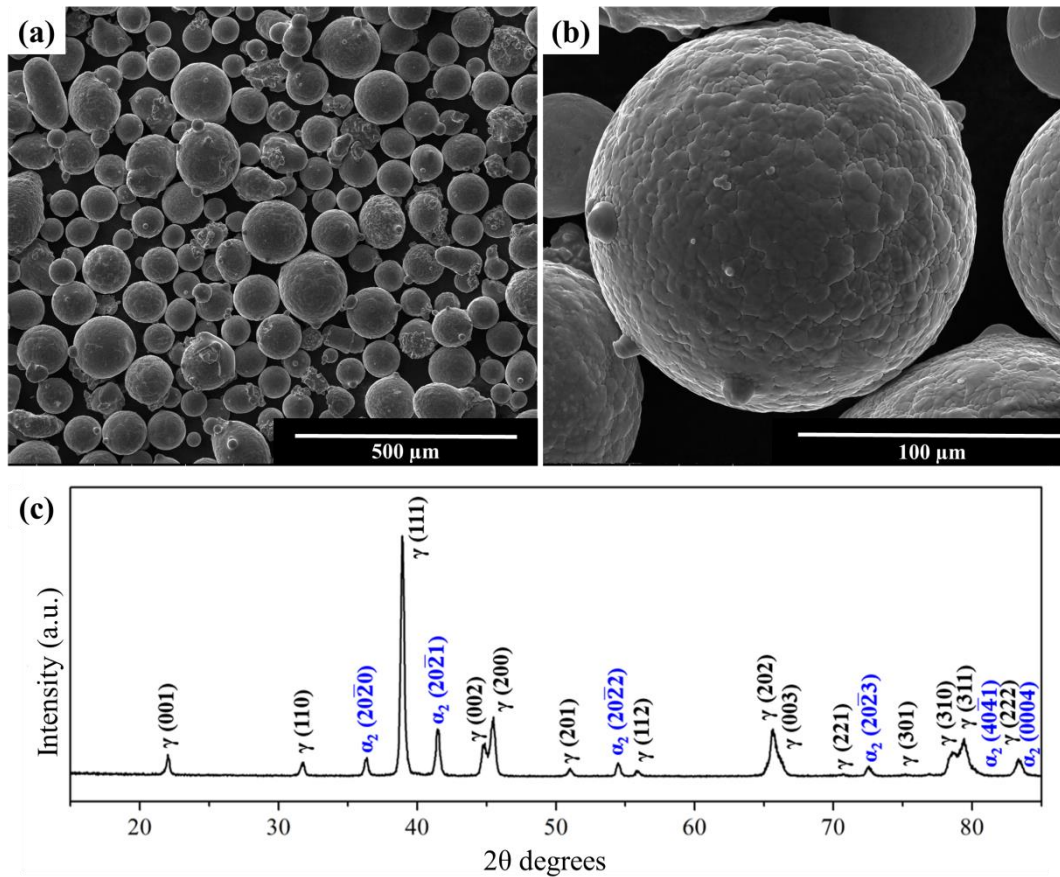 (a)
500 µm
(b)
100 µm
(c)
Intensity (a.u.)
γ (001)
γ (110)
α₂ (202̅0)
γ (111)
α₂ (202̅1)
γ (002)
γ (200)
γ (201)
α₂ (202̅2)
γ (112)
γ (202)
γ (003)
γ (221)
α₂ (202̅3)
γ (301)
γ (310)
γ (311)
α₂ (404̅1)
γ (222)
α₂ (0004)
20 30 40 50 60 70 80
2θ degrees